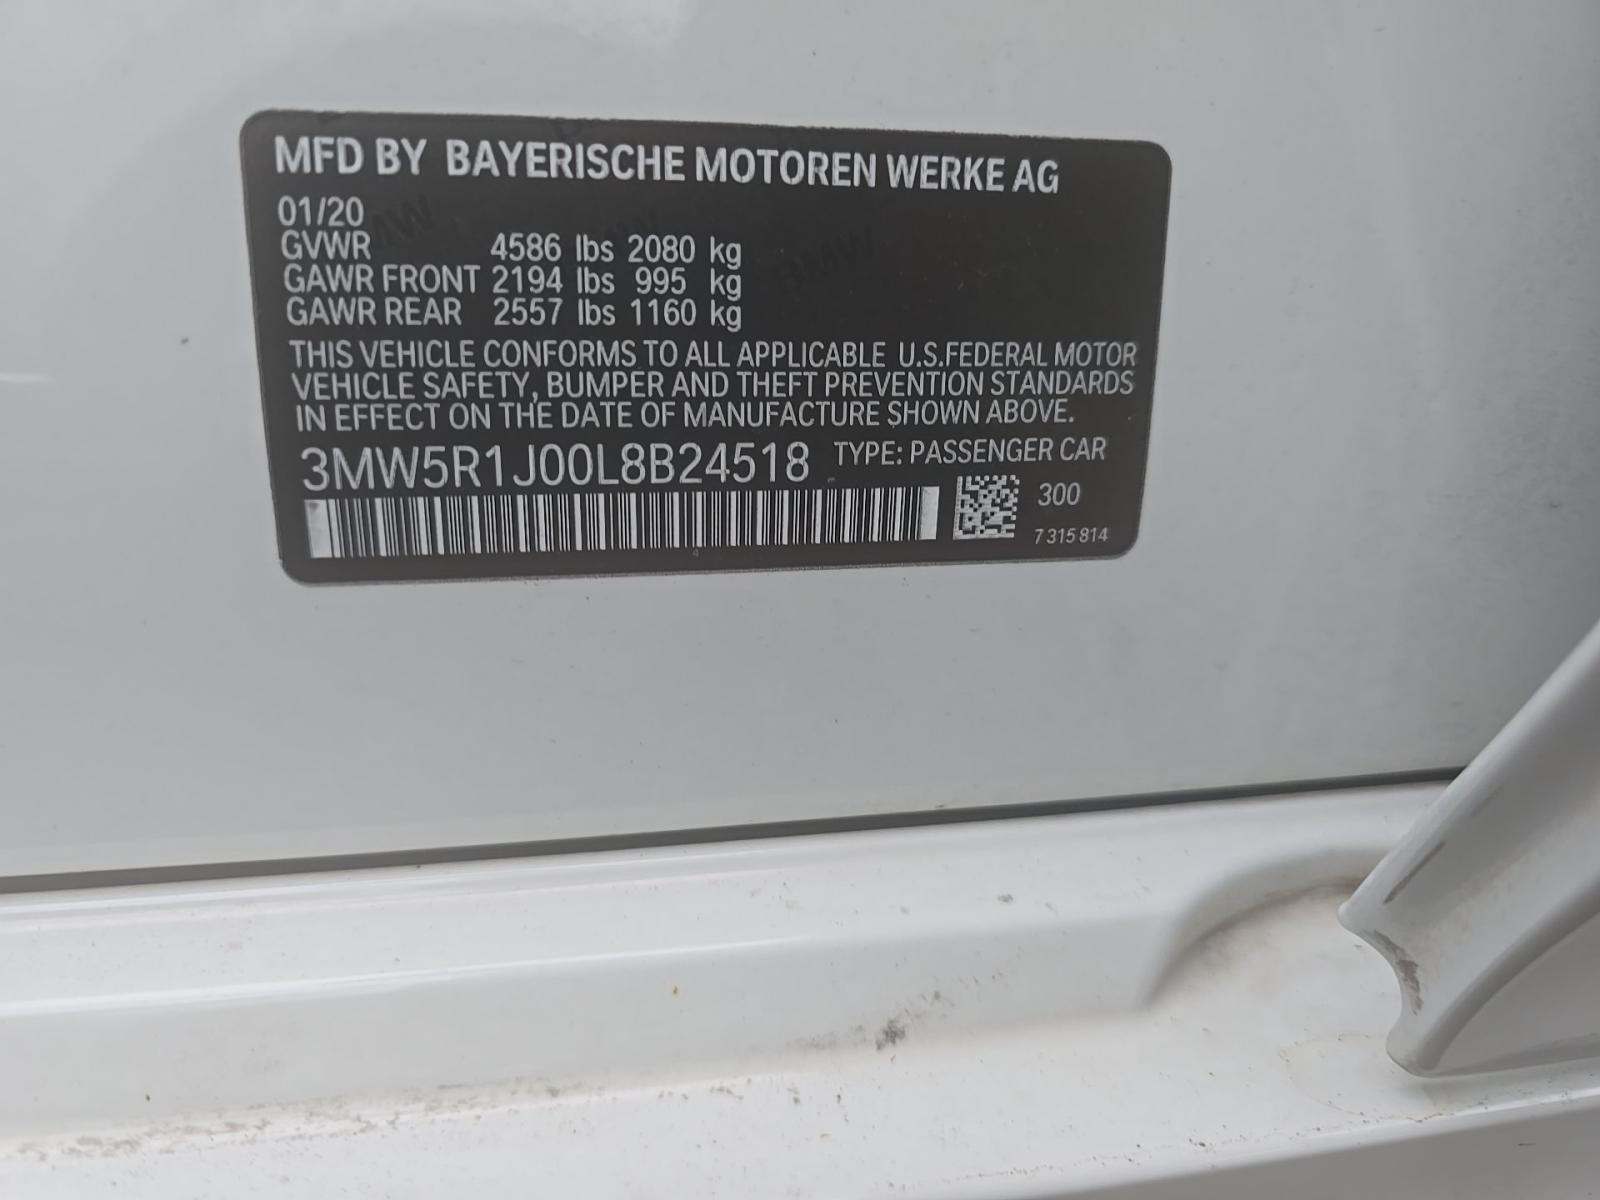 MFD BY BAYERISCHE MOTOREN WERKE AG
01/20
GVWR 4586 lbs 2080 kg
GAWR FRONT 2194 lbs 995 kg
GAWR REAR 2557 lbs 1160 kg
THIS VEHICLE CONFORMS TO ALL APPLICABLE U.S.FEDERAL MOTOR
VEHICLE SAFETY, BUMPER AND THEFT PREVENTION STANDARDS
IN EFFECT ON THE DATE OF MANUFACTURE SHOWN ABOVE.
3MW5R1J00L8B24518 TYPE: PASSENGER CAR
300
7 315 814